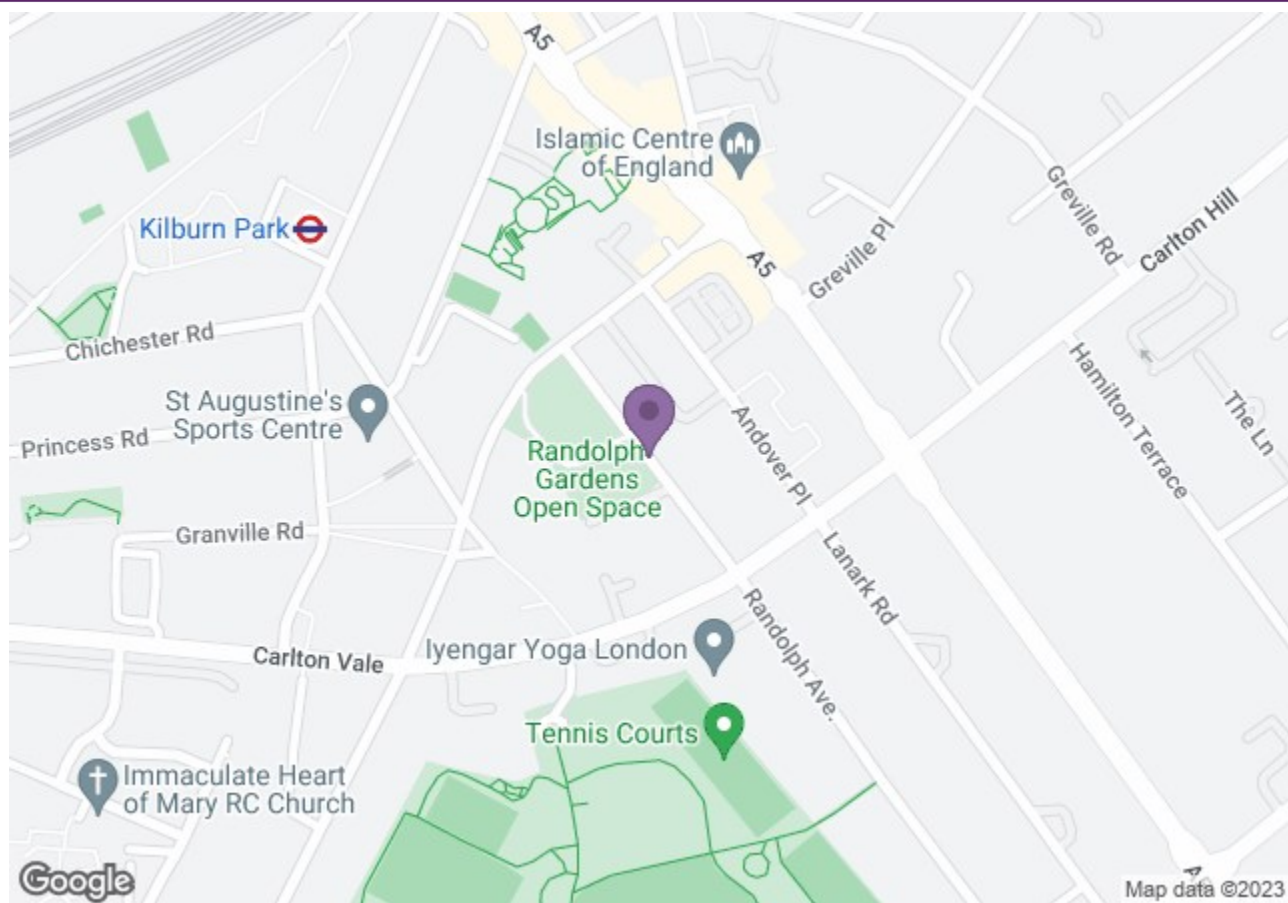 A5
Islamic Centre
of England
Greville Rd
Carlton Hill
Kilburn Park
A5
Greville Pl
Chichester Rd
St Augustine's
Sports Centre
Princess Rd
Hamilton Terrace
The Ln
Andover Pl
Randolph
Gardens
Open Space
Granville Rd
Lanark Rd
Carlton Vale
Iyengar Yoga London
Randolph Ave.
Tennis Courts
Immaculate Heart
of Mary RC Church
Google
Map data ©2023